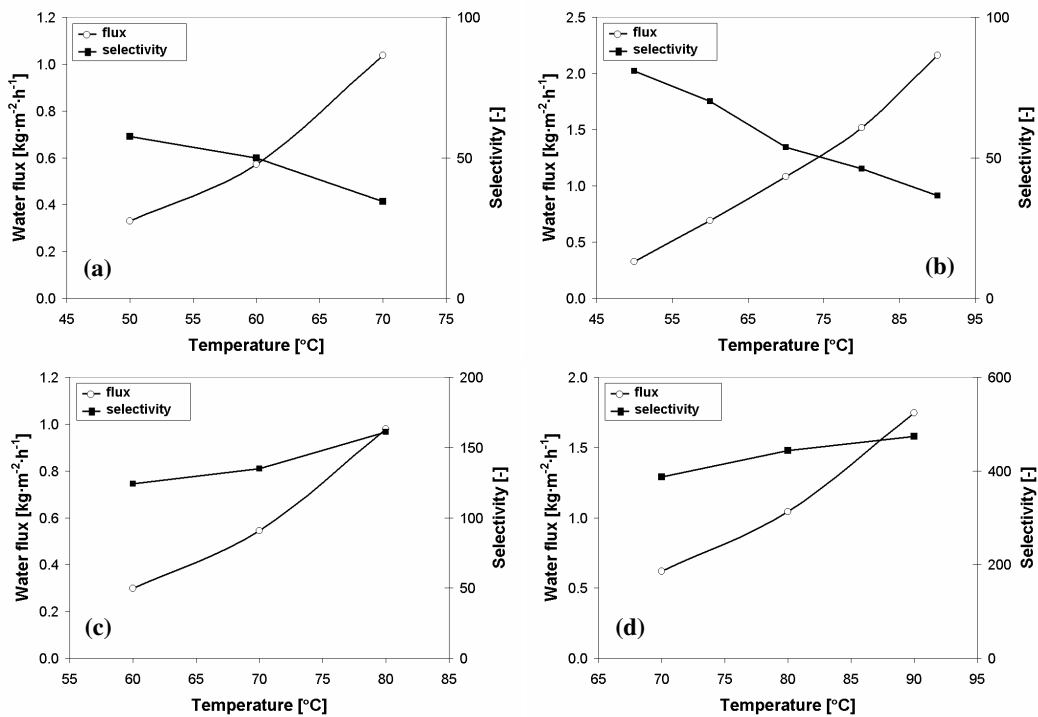 1.2
1.0
0.8
0.6
0.4
0.2
0.0
Water flux [kg·m⁻²·h⁻¹]
flux
selectivity
100
50
0
Selectivity [-]
(a)
45 50 55 60 65 70 75
Temperature [°C]
2.5
2.0
1.5
1.0
0.5
0.0
Water flux [kg·m⁻²·h⁻¹]
flux
selectivity
100
50
0
Selectivity [-]
(b)
45 55 65 75 85 95
Temperature [°C]
1.2
1.0
0.8
0.6
0.4
0.2
0.0
Water flux [kg·m⁻²·h⁻¹]
flux
selectivity
200
150
100
50
0
Selectivity [-]
(c)
55 60 65 70 75 80 85
Temperature [°C]
2.0
1.5
1.0
0.5
0.0
Water flux [kg·m⁻²·h⁻¹]
flux
selectivity
600
400
200
0
Selectivity [-]
(d)
65 70 75 80 85 90 95
Temperature [°C]